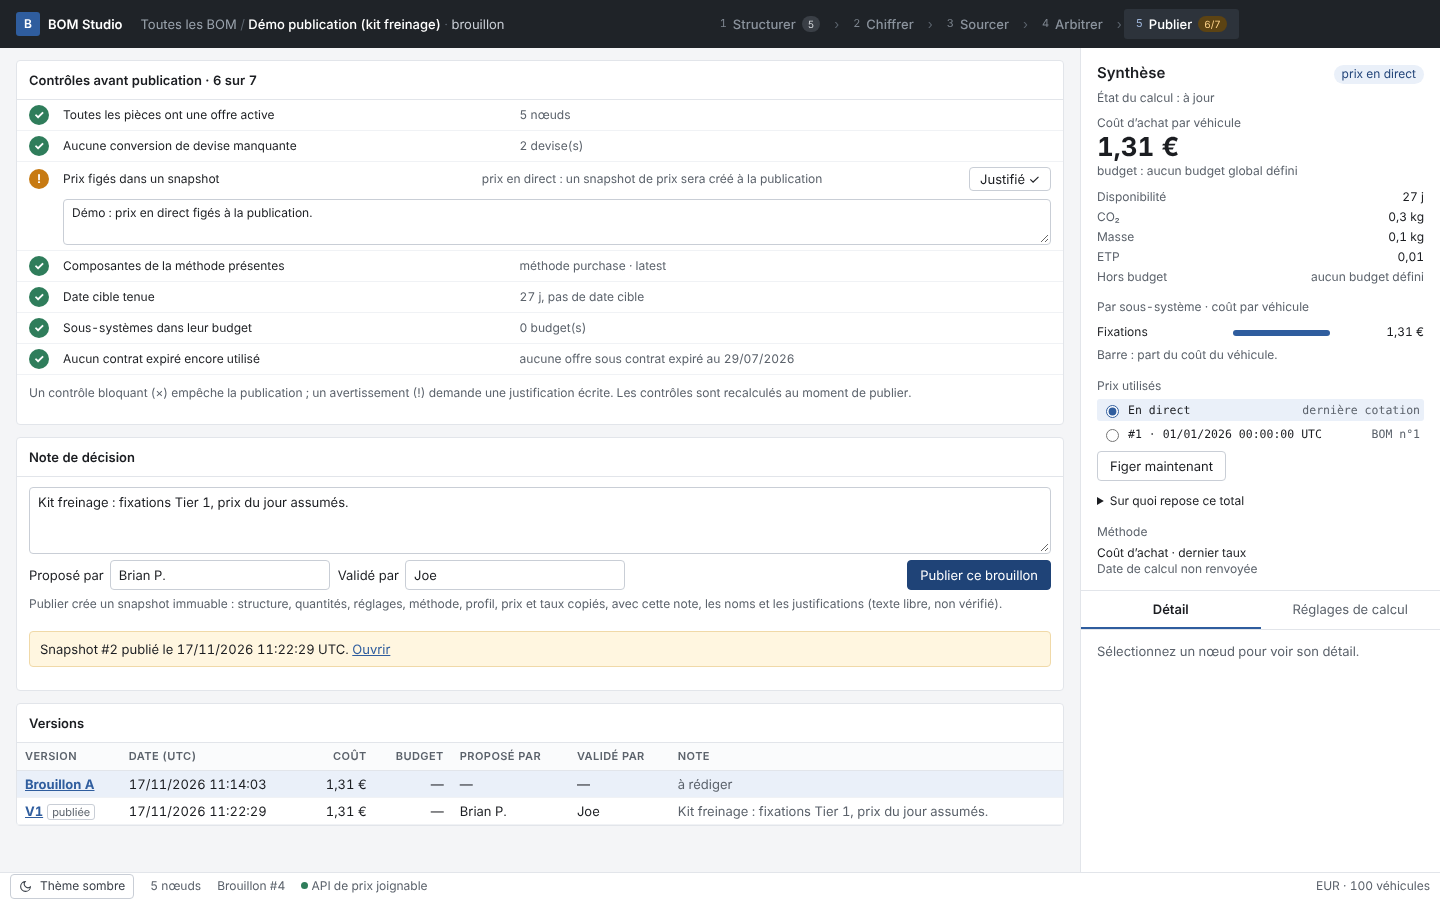 B BOM Studio Toutes les BOM / Démo publication (kit freinage) · brouillon 1 Structurer 5 › 2 Chiffrer › 3 Sourcer › 4 Arbitrer › 5 Publier 6/7
Contrôles avant publication · 6 sur 7
Toutes les pièces ont une offre active 5 nœuds
Aucune conversion de devise manquante 2 devise(s)
! Prix figés dans un snapshot prix en direct : un snapshot de prix sera créé à la publication Justifié ✓
Démo : prix en direct figés à la publication.
Composantes de la méthode présentes méthode purchase · latest
Date cible tenue 27 j, pas de date cible
Sous-systèmes dans leur budget 0 budget(s)
Aucun contrat expiré encore utilisé aucune offre sous contrat expiré au 29/07/2026
Un contrôle bloquant (×) empêche la publication ; un avertissement (!) demande une justification écrite. Les contrôles sont recalculés au moment de publier.
Note de décision
Kit freinage : fixations Tier 1, prix du jour assumés.
Proposé par Brian P. Validé par Joe Publier ce brouillon
Publier crée un snapshot immuable : structure, quantités, réglages, méthode, profil, prix et taux copiés, avec cette note, les noms et les justifications (texte libre, non vérifié).
Snapshot #2 publié le 17/11/2026 11:22:29 UTC. Ouvrir
Versions
VERSION DATE (UTC) COÛT BUDGET PROPOSÉ PAR VALIDÉ PAR NOTE
Brouillon A 17/11/2026 11:14:03 1,31 € — — — à rédiger
V1 publiée 17/11/2026 11:22:29 1,31 € — Brian P. Joe Kit freinage : fixations Tier 1, prix du jour assumés.
Synthèse prix en direct
État du calcul : à jour
Coût d’achat par véhicule
1,31 €
budget : aucun budget global défini
Disponibilité 27 j
CO₂ 0,3 kg
Masse 0,1 kg
ETP 0,01
Hors budget aucun budget défini
Par sous-système · coût par véhicule
Fixations 1,31 €
Barre : part du coût du véhicule.
Prix utilisés
En direct dernière cotation
#1 · 01/01/2026 00:00:00 UTC BOM n°1
Figer maintenant
▶ Sur quoi repose ce total
Méthode
Coût d’achat · dernier taux
Date de calcul non renvoyée
Détail Réglages de calcul
Sélectionnez un nœud pour voir son détail.
Thème sombre 5 nœuds Brouillon #4 API de prix joignable EUR · 100 véhicules